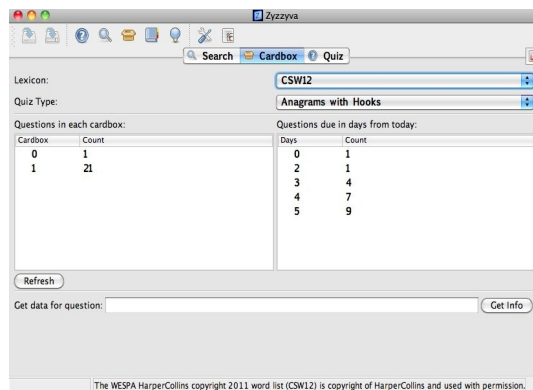 Zyzzyva
Search Cardbox Quiz
Lexicon: CSW12
Quiz Type: Anagrams with Hooks
Questions in each cardbox:
Cardbox Count
0 1
1 21
Questions due in days from today:
Days Count
0 1
2 1
3 4
4 7
5 9
Refresh
Get data for question: Get Info
The WESPA HarperCollins copyright 2011 word list (CSW12) is copyright of HarperCollins and used with permission.